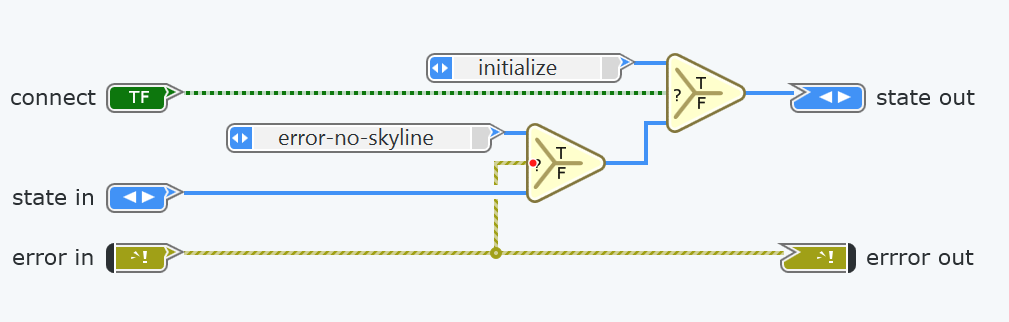 initialize
connect TF ? T F state out
error-no-skyline
? T F
state in
error in ! ! errror out